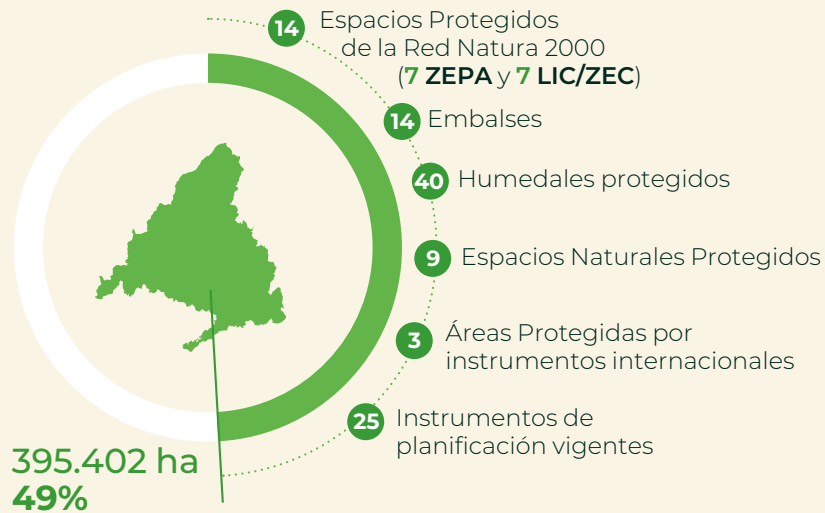 14
Espacios Protegidos
de la Red Natura 2000
(7 ZEPA y 7 LIC/ZEC)
14
Embalses
40
Humedales protegidos
9
Espacios Naturales Protegidos
3
Áreas Protegidas por
instrumentos internacionales
25
Instrumentos de
planificación vigentes
395.402 ha
49%